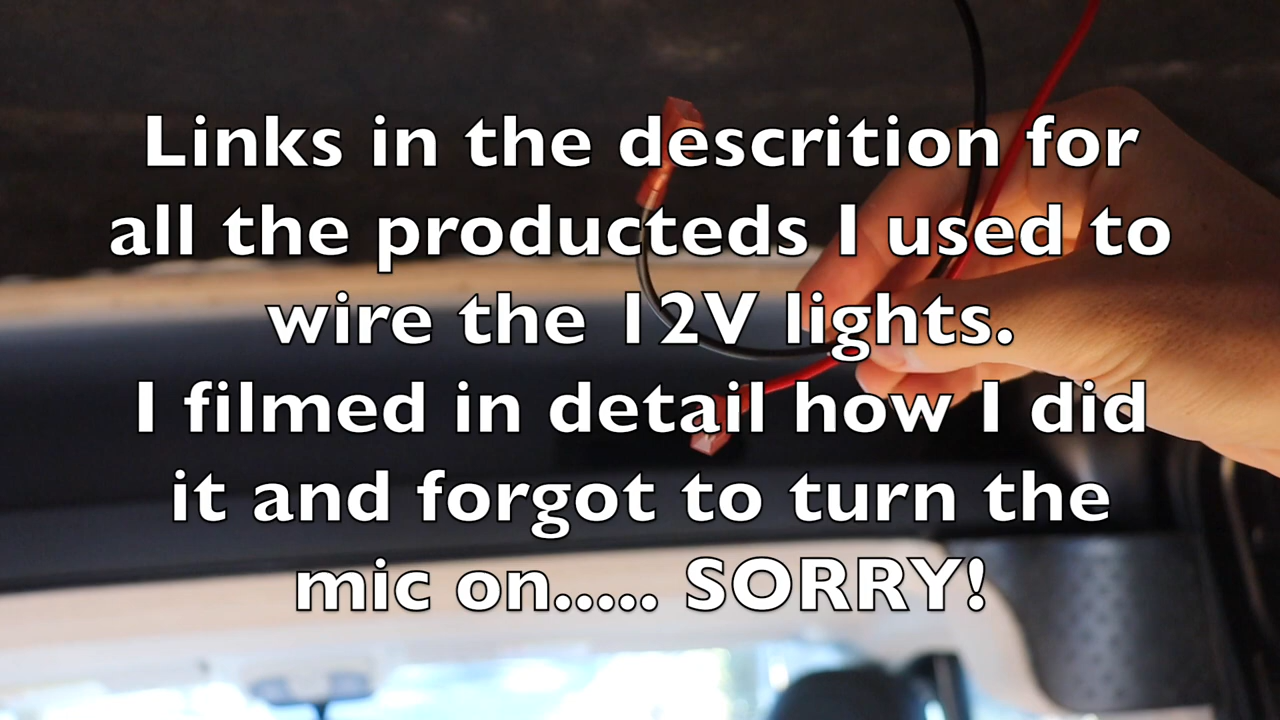 Links in the descrition for
all the producteds I used to
wire the 12V lights.
I filmed in detail how I did
it and forgot to turn the
mic on..... SORRY!